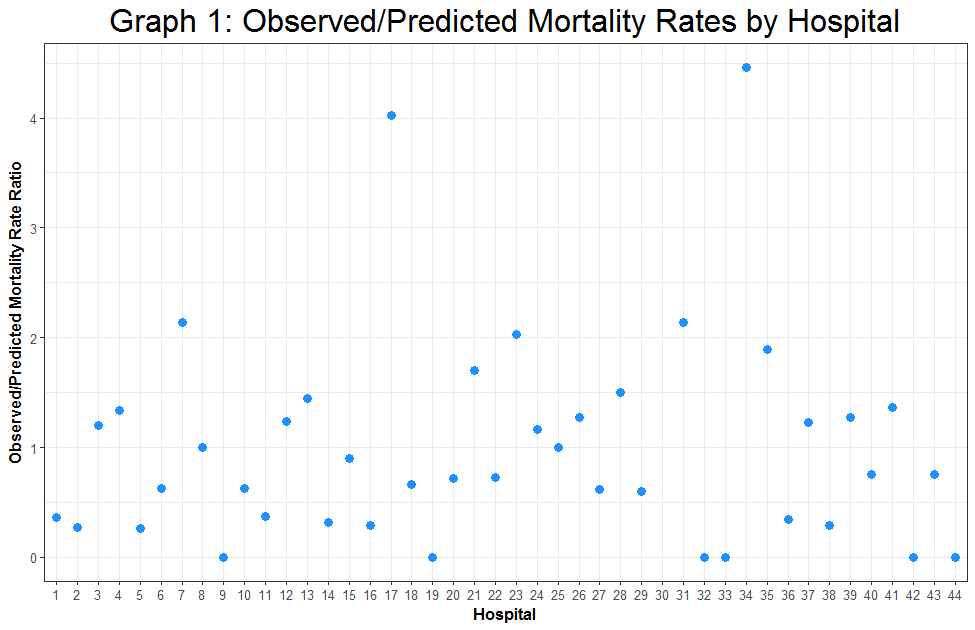 Graph 1: Observed/Predicted Mortality Rates by Hospital
Observed/Predicted Mortality Rate Ratio
4
3
2
1
0
1 2 3 4 5 6 7 8 9 10 11 12 13 14 15 16 17 18 19 20 21 22 23 24 25 26 27 28 29 30 31 32 33 34 35 36 37 38 39 40 41 42 43 44
Hospital